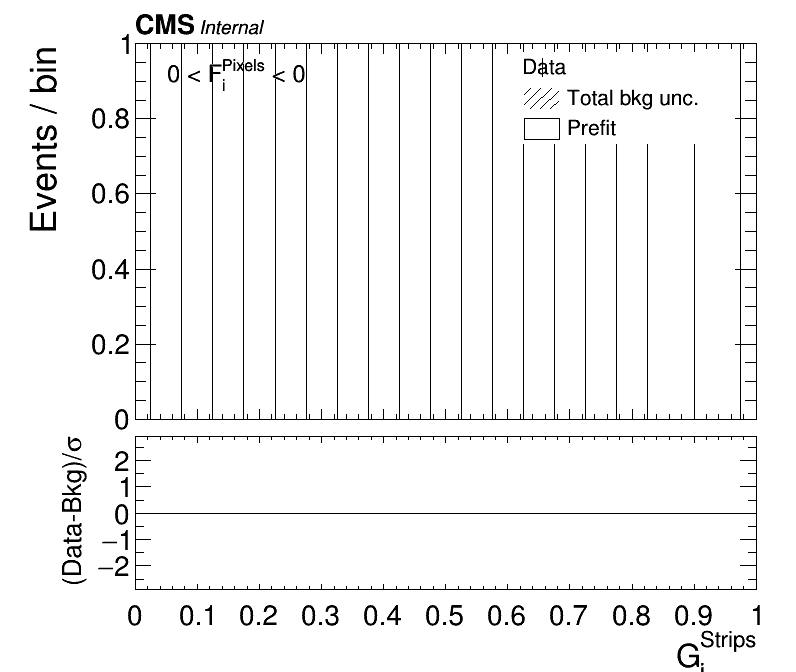 CMS Internal
Events / bin
1
0.8
0.6
0.4
0.2
0
0 < F_i^Pixels < 0
Data
Total bkg unc.
Prefit
(Data-Bkg)/σ
2
1
0
−1
−2
0 0.1 0.2 0.3 0.4 0.5 0.6 0.7 0.8 0.9 1
G_i^Strips